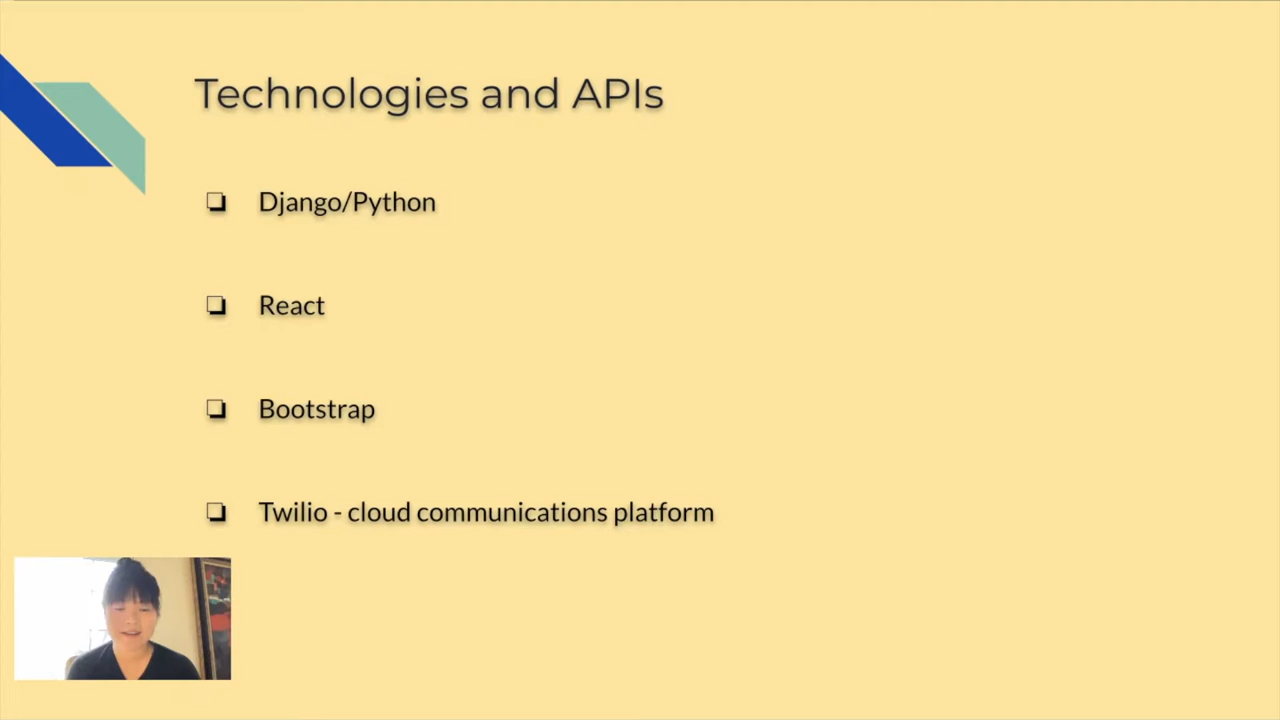 Technologies and APIs
❏ Django/Python
❏ React
❏ Bootstrap
❏ Twilio - cloud communications platform